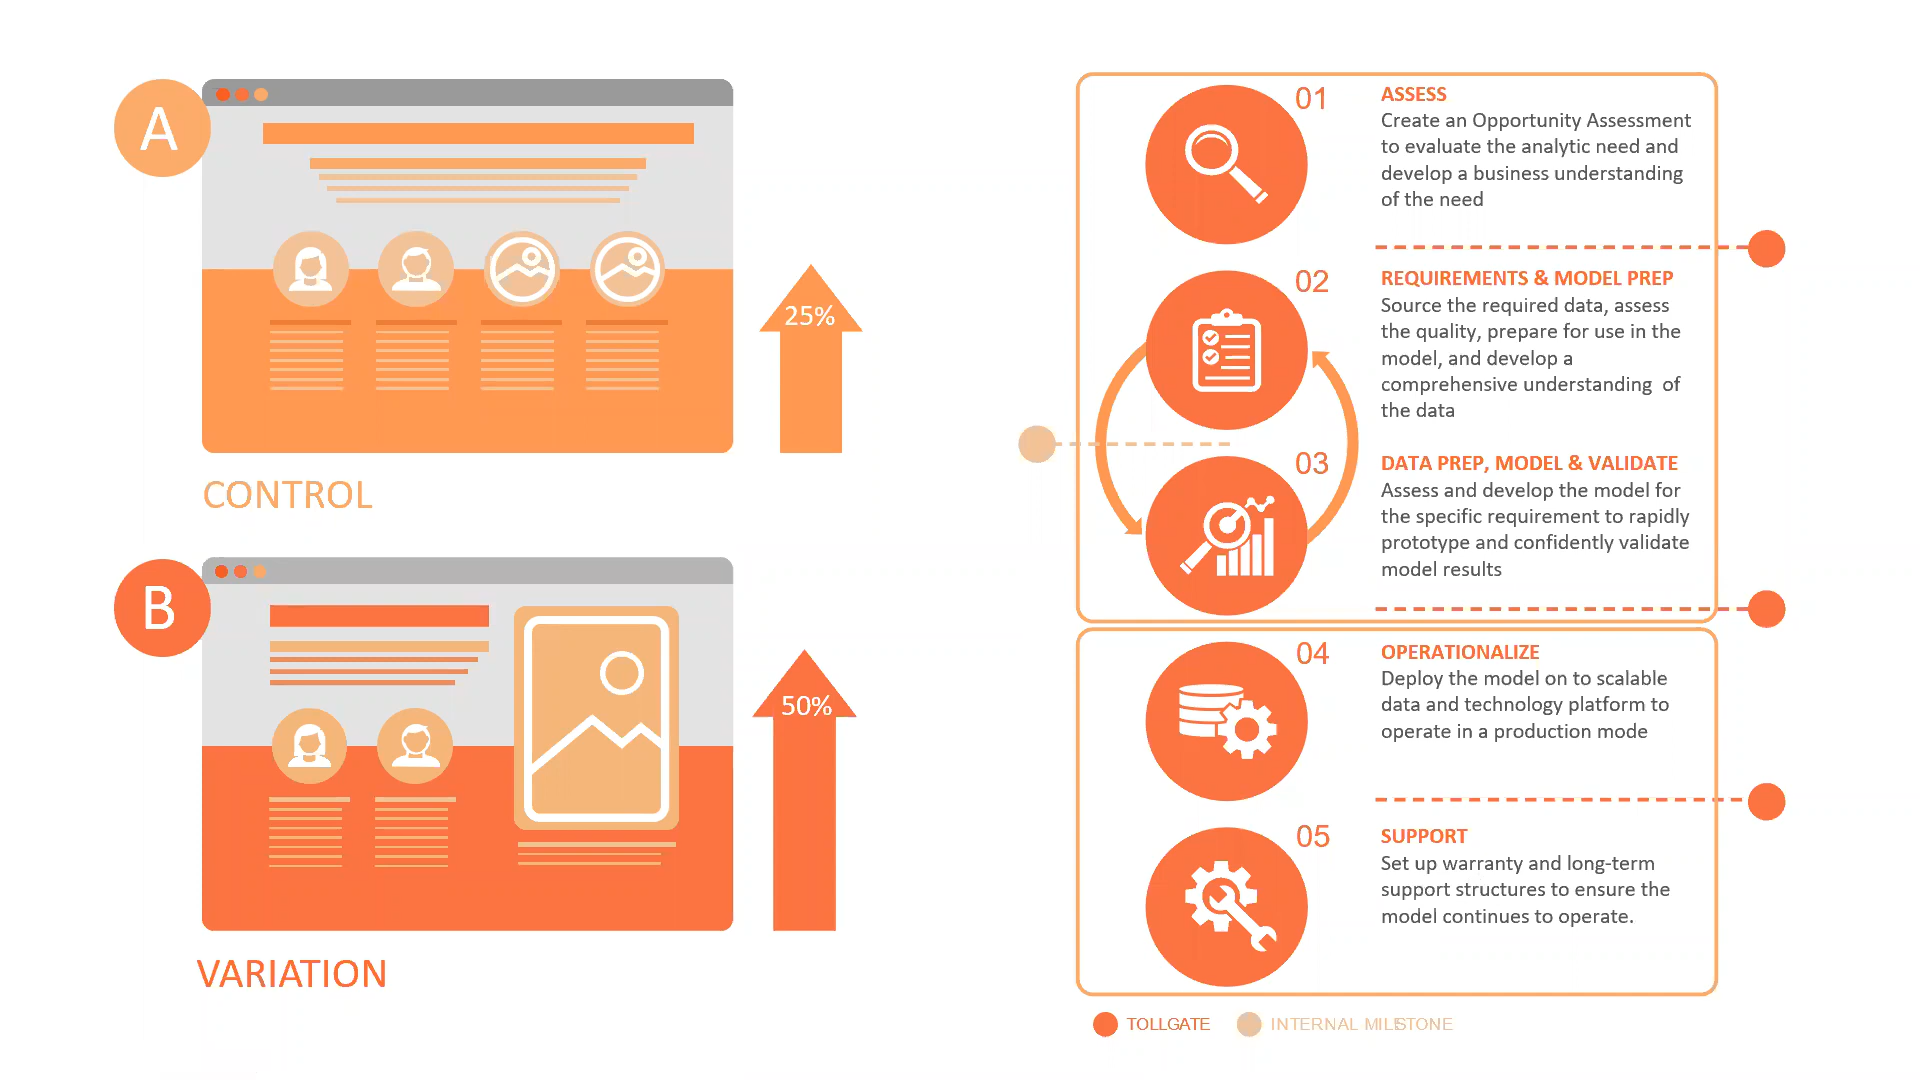 A
25%
CONTROL
B
50%
VARIATION
01
ASSESS
Create an Opportunity Assessment
to evaluate the analytic need and
develop a business understanding
of the need
02
REQUIREMENTS & MODEL PREP
Source the required data, assess
the quality, prepare for use in the
model, and develop a
comprehensive understanding of
the data
03
DATA PREP, MODEL & VALIDATE
Assess and develop the model for
the specific requirement to rapidly
prototype and confidently validate
model results
04
OPERATIONALIZE
Deploy the model on to scalable
data and technology platform to
operate in a production mode
05
SUPPORT
Set up warranty and long-term
support structures to ensure the
model continues to operate.
TOLLGATE
INTERNAL MILESTONE